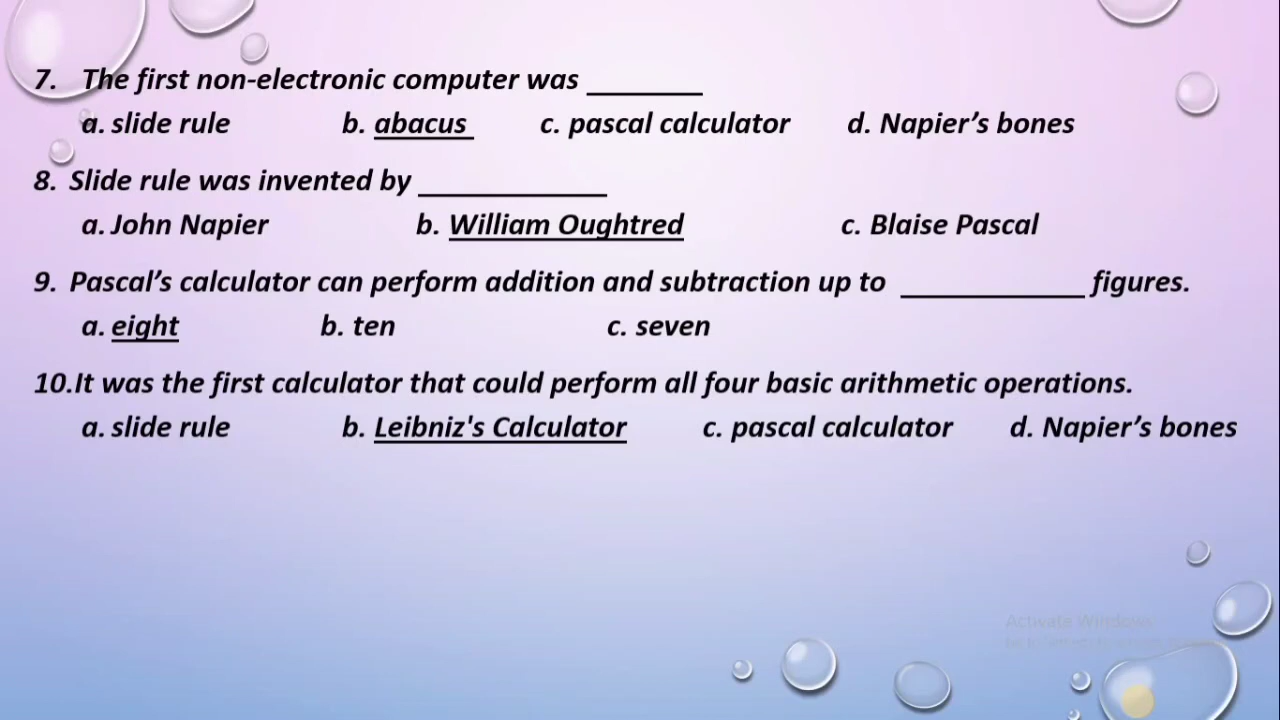 7. The first non-electronic computer was ________
a. slide rule b. abacus c. pascal calculator d. Napier’s bones
8. Slide rule was invented by _____________
a. John Napier b. William Oughtred c. Blaise Pascal
9. Pascal’s calculator can perform addition and subtraction up to _____________ figures.
a. eight b. ten c. seven
10.It was the first calculator that could perform all four basic arithmetic operations.
a. slide rule b. Leibniz's Calculator c. pascal calculator d. Napier’s bones
Activate Windows